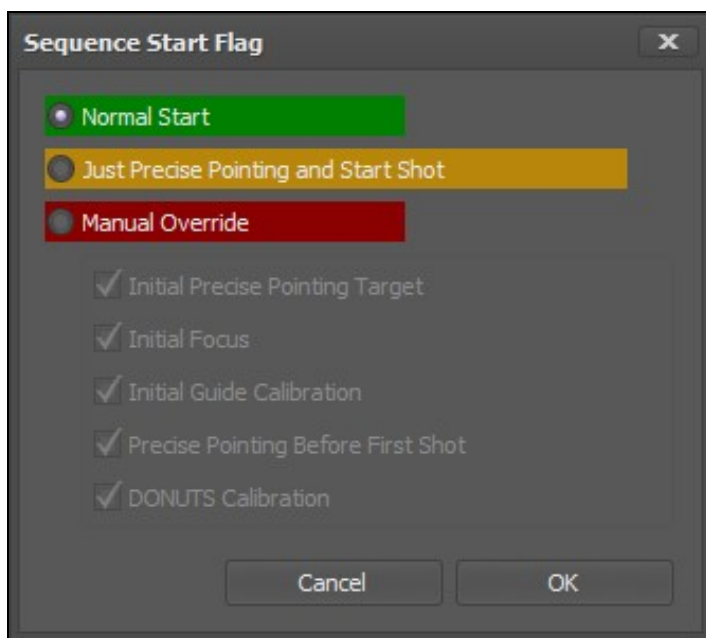 Sequence Start Flag
Normal Start
Just Precise Pointing and Start Shot
Manual Override
Initial Precise Pointing Target
Initial Focus
Initial Guide Calibration
Precise Pointing Before First Shot
DONUTS Calibration
Cancel OK